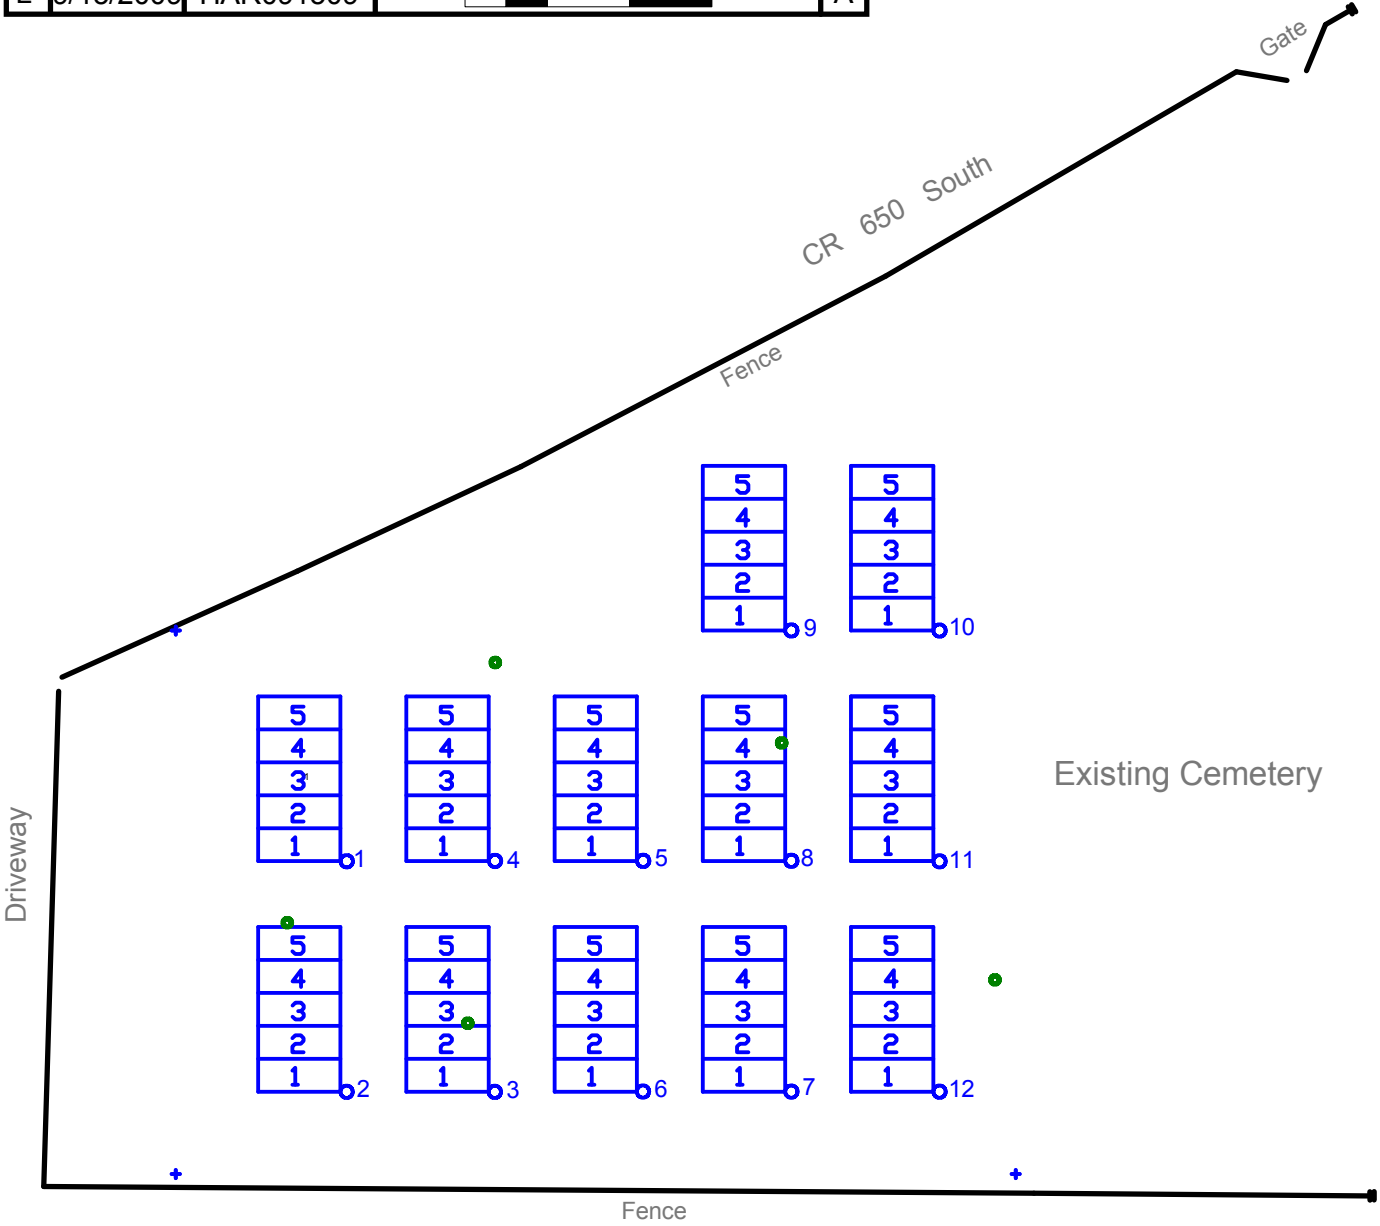 Gate
CR 650 South
Fence
5 5
4 4
3 3
2 2
1 9 1 10
5 5 5 5 5
4 4 4 4 4
3 3 3 3 3
2 2 2 2 2
1 1 1 4 1 5 1 8 1 11
Existing Cemetery
Driveway
5 5 5 5 5
4 4 4 4 4
3 3 3 3 3
2 2 2 2 2
1 2 1 3 1 6 1 7 1 12
Fence